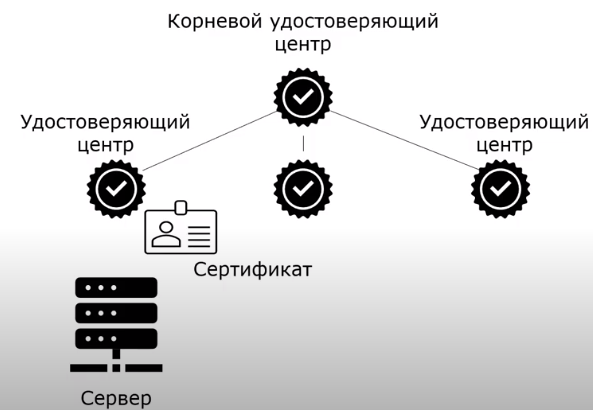 Корневой удостоверяющий
центр
Удостоверяющий
центр
Удостоверяющий
центр
Сертификат
Сервер